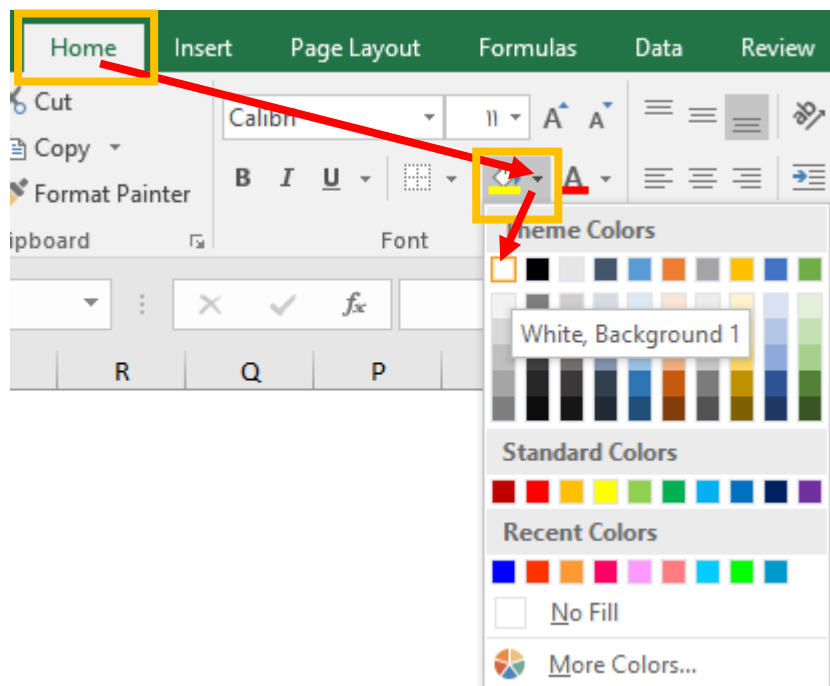 Home Insert Page Layout Formulas Data Review
Cut
Calibri 11 A A
Copy
B I U A
Format Painter
ipboard Font
Theme Colors
fx
White, Background 1
R Q P
Standard Colors
Recent Colors
No Fill
More Colors...